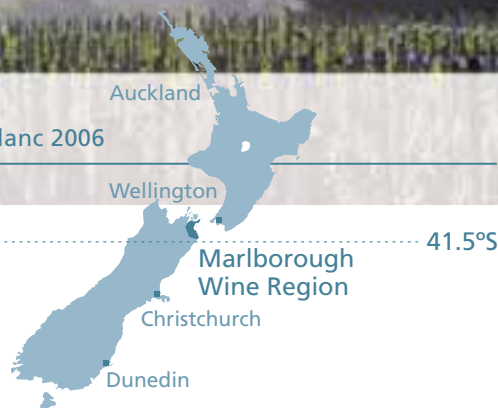 Auckland
lanc 2006
Wellington
41.5ºS
Marlborough
Wine Region
Christchurch
Dunedin